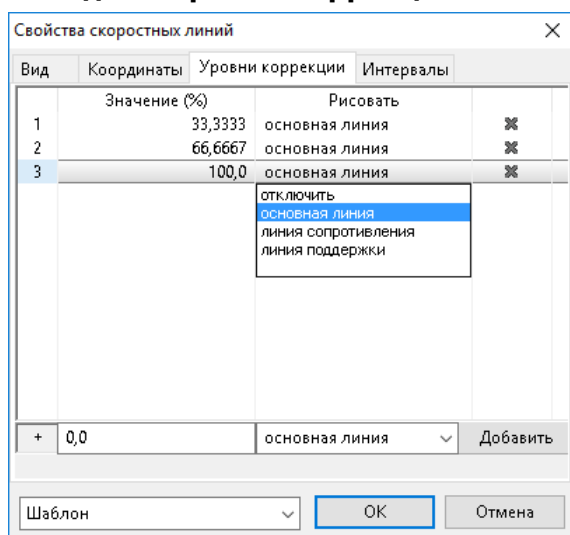 Свойства скоростных линий
Вид Координаты Уровни коррекции Интервалы
Значение (%) Рисовать
1 33,3333 основная линия
2 66,6667 основная линия
3 100,0 основная линия
отключить
основная линия
линия сопротивления
линия поддержки
+ 0,0 основная линия Добавить
Шаблон OK Отмена